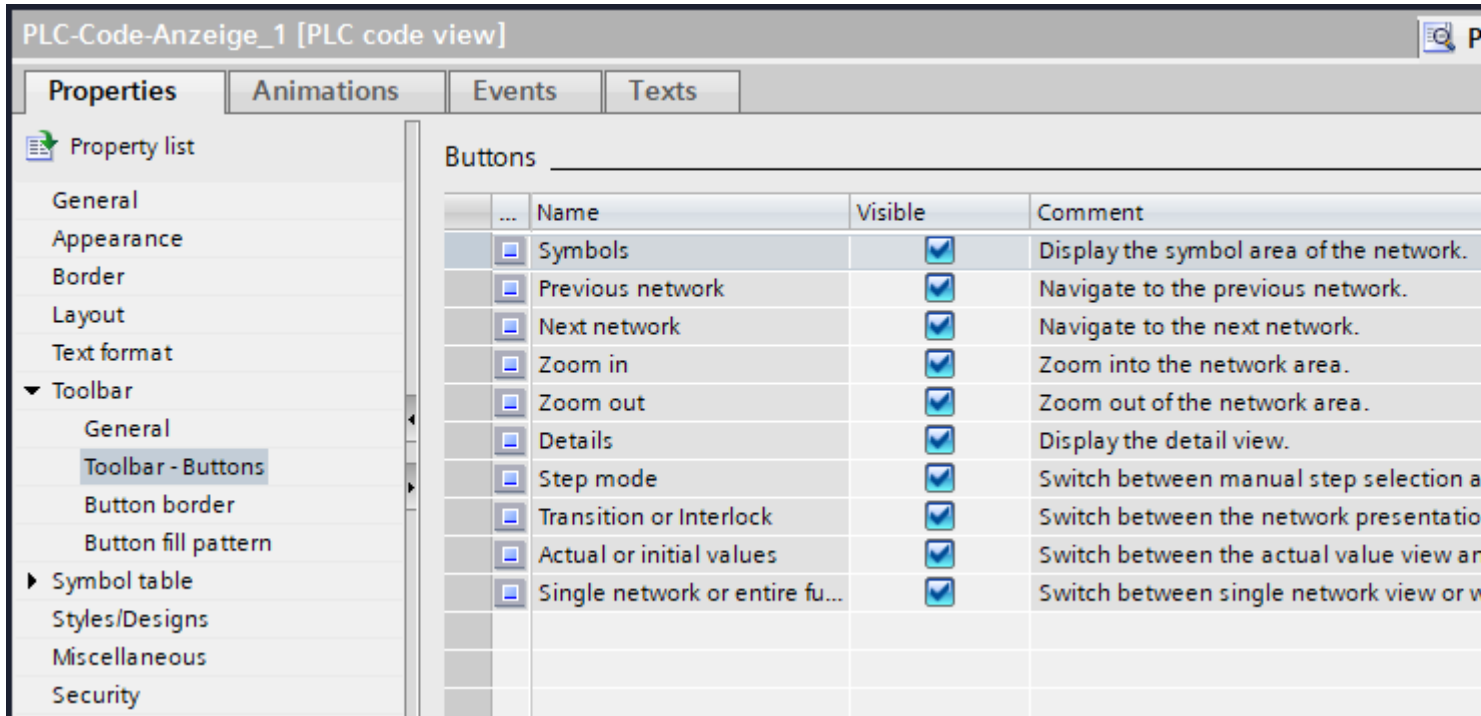 PLC-Code-Anzeige_1 [PLC code view]
P
Properties Animations Events Texts
Property list
General
Appearance
Border
Layout
Text format
Toolbar
General
Toolbar - Buttons
Button border
Button fill pattern
Symbol table
Styles/Designs
Miscellaneous
Security
Buttons
... Name Visible Comment
Symbols Display the symbol area of the network.
Previous network Navigate to the previous network.
Next network Navigate to the next network.
Zoom in Zoom into the network area.
Zoom out Zoom out of the network area.
Details Display the detail view.
Step mode Switch between manual step selection a
Transition or Interlock Switch between the network presentatio
Actual or initial values Switch between the actual value view an
Single network or entire fu... Switch between single network view or w